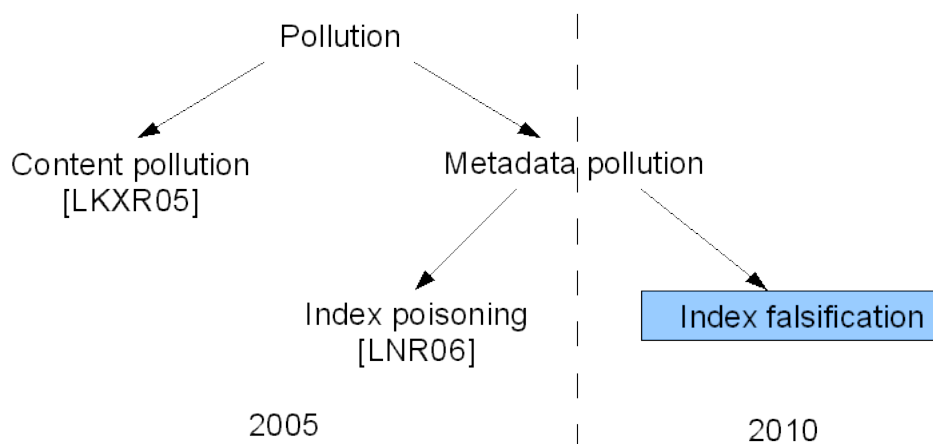 Pollution
Content pollution
[LKXR05]
Metadata pollution
Index poisoning
[LNR06]
Index falsification
2005
2010